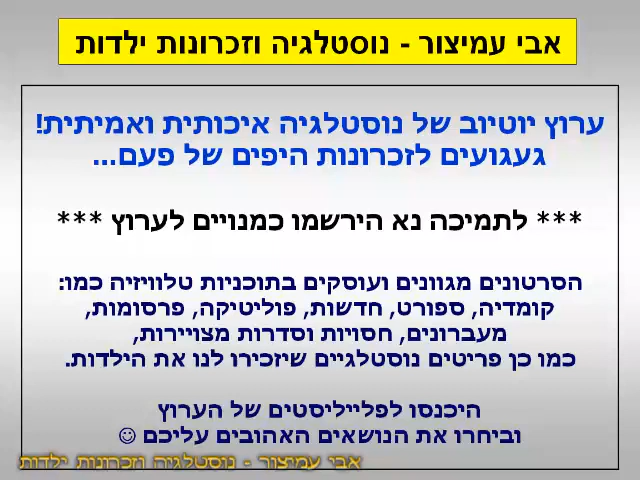 אבי עמיצור - נוסטלגיה וזכרונות ילדות
ערוץ יוטיוב של נוסטלגיה איכותית ואמיתית!
געגועים לזכרונות היפים של פעם...
*** לתמיכה נא הירשמו כמנויים לערוץ ***
הסרטונים מגוונים ועוסקים בתוכניות טלוויזיה כמו:
קומדיה, ספורט, חדשות, פוליטיקה, פרסומות,
מעברונים, חסויות וסדרות מצויירות,
כמו כן פריטים נוסטלגיים שיזכירו לנו את הילדות.
היכנסו לפלייליסטים של הערוץ
וביחרו את הנושאים האהובים עליכם ☺
אבי עמיצור - נוסטלגיה וזכרונות ילדות